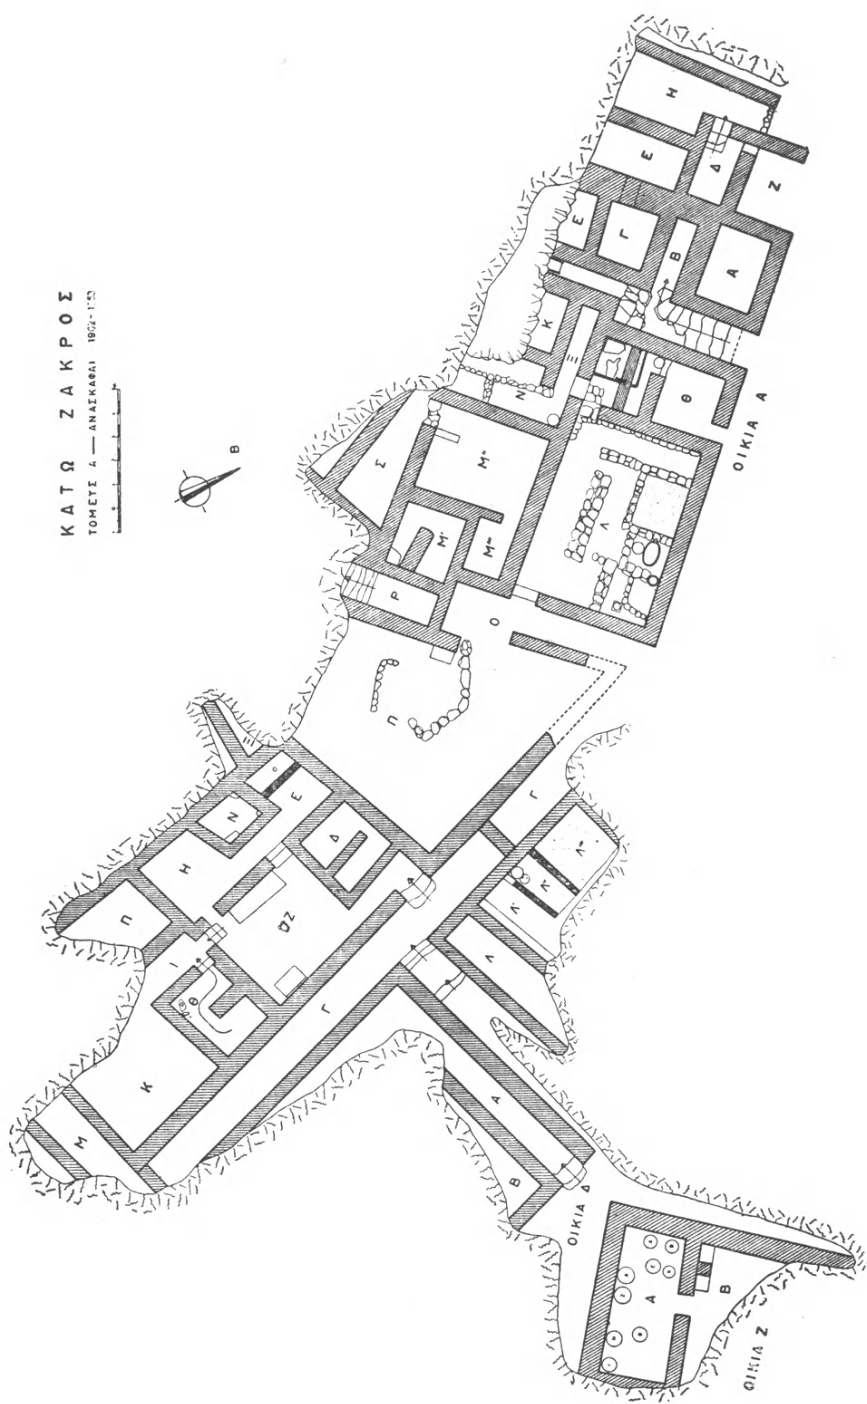 ΚΑΤΩ ΖΑΚΡΟΣ
ΤΟΜΕΥΣ Δ — ΑΝΑΣΚΑΦΑΙ
Β
Η
Ε
Δ
Ζ
Ε
Γ
Β
Α
Κ
Ξ
Ν
Θ
ΟΙΚΙΑ Α
Σ
Μ
Μ
Μ
Λ
Ρ
Ο
Π
Ε
Ν
Δ
Η
Π
Ζ
Ι
Θ
Κ
Μ
Γ
Γ
Λ
Κ
Λ
Λ
Α
Β
ΟΙΚΙΑ Δ
Α
Β
ΟΙΚΙΑ Ζ